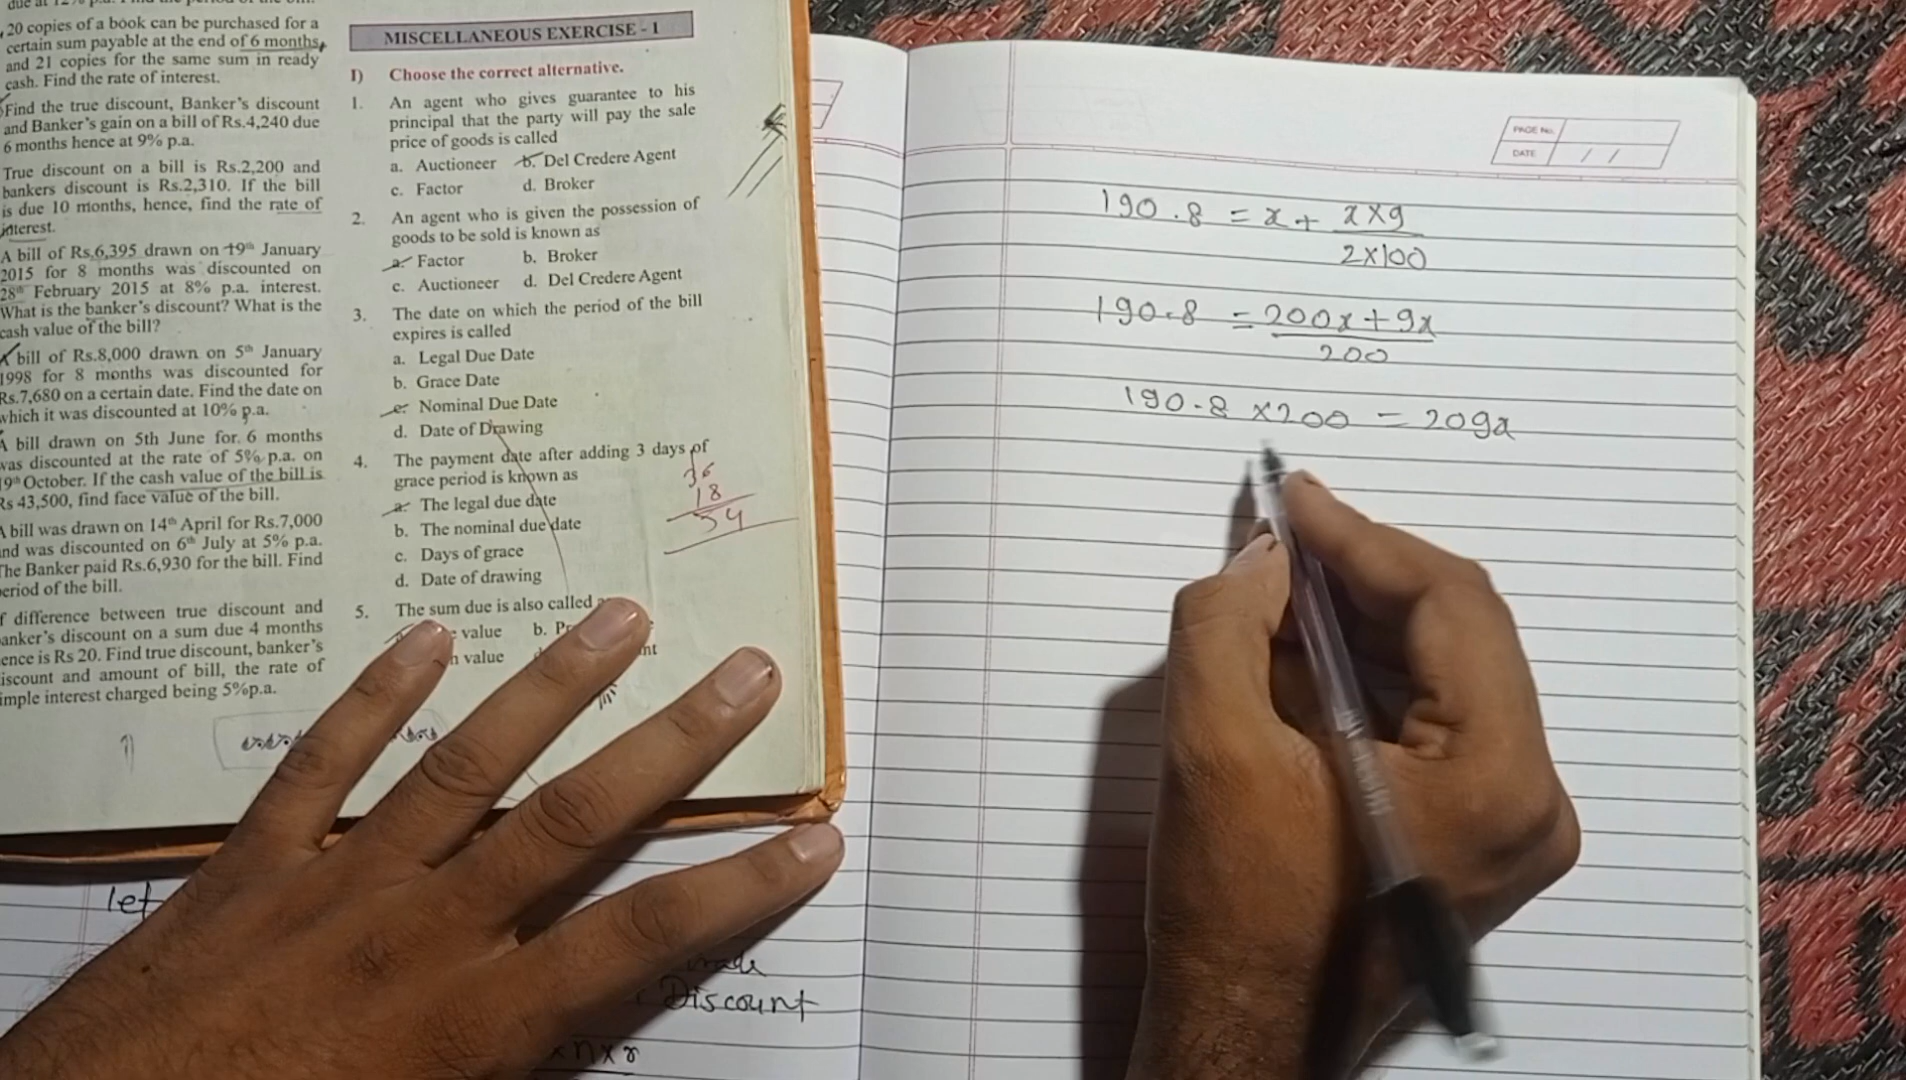 20 copies of a book can be purchased for a
certain sum payable at the end of 6 months,
and 21 copies for the same sum in ready
cash. Find the rate of interest.
Find the true discount, Banker's discount
and Banker's gain on a bill of Rs.4,240 due
6 months hence at 9% p.a.
True discount on a bill is Rs.2,200 and
bankers discount is Rs.2,310. If the bill
is due 10 months, hence, find the rate of
interest.
A bill of Rs.6,395 drawn on 19th January
2015 for 8 months was discounted on
28th February 2015 at 8% p.a. interest.
What is the banker's discount? What is the
cash value of the bill?
bill of Rs.8,000 drawn on 5th January
1998 for 8 months was discounted for
Rs.7,680 on a certain date. Find the date on
which it was discounted at 10% p.a.
A bill drawn on 5th June for 6 months
was discounted at the rate of 5% p.a. on
9th October. If the cash value of the bill is
Rs 43,500, find face value of the bill.
A bill was drawn on 14th April for Rs.7,000
nd was discounted on 6th July at 5% p.a.
The Banker paid Rs.6,930 for the bill. Find
eriod of the bill.
f difference between true discount and
anker's discount on a sum due 4 months
ence is Rs 20. Find true discount, banker's
iscount and amount of bill, the rate of
imple interest charged being 5%p.a.
MISCELLANEOUS EXERCISE - 1
I) Choose the correct alternative.
1. An agent who gives guarantee to his
principal that the party will pay the sale
price of goods is called
a. Auctioneer b. Del Credere Agent
c. Factor d. Broker
2. An agent who is given the possession of
goods to be sold is known as
a. Factor b. Broker
c. Auctioneer d. Del Credere Agent
3. The date on which the period of the bill
expires is called
a. Legal Due Date
b. Grace Date
c. Nominal Due Date
d. Date of Drawing
4. The payment date after adding 3 days of
grace period is known as
a. The legal due date
b. The nominal due date
c. Days of grace
d. Date of drawing
5. The sum due is also called
value b.
value
36
18
54
PAGE No.
DATE / /
190.8 = x + x×9
2×100
190.8 = 200x + 9x
200
190.8 ×200 = 209x
let
Discount
× n × r